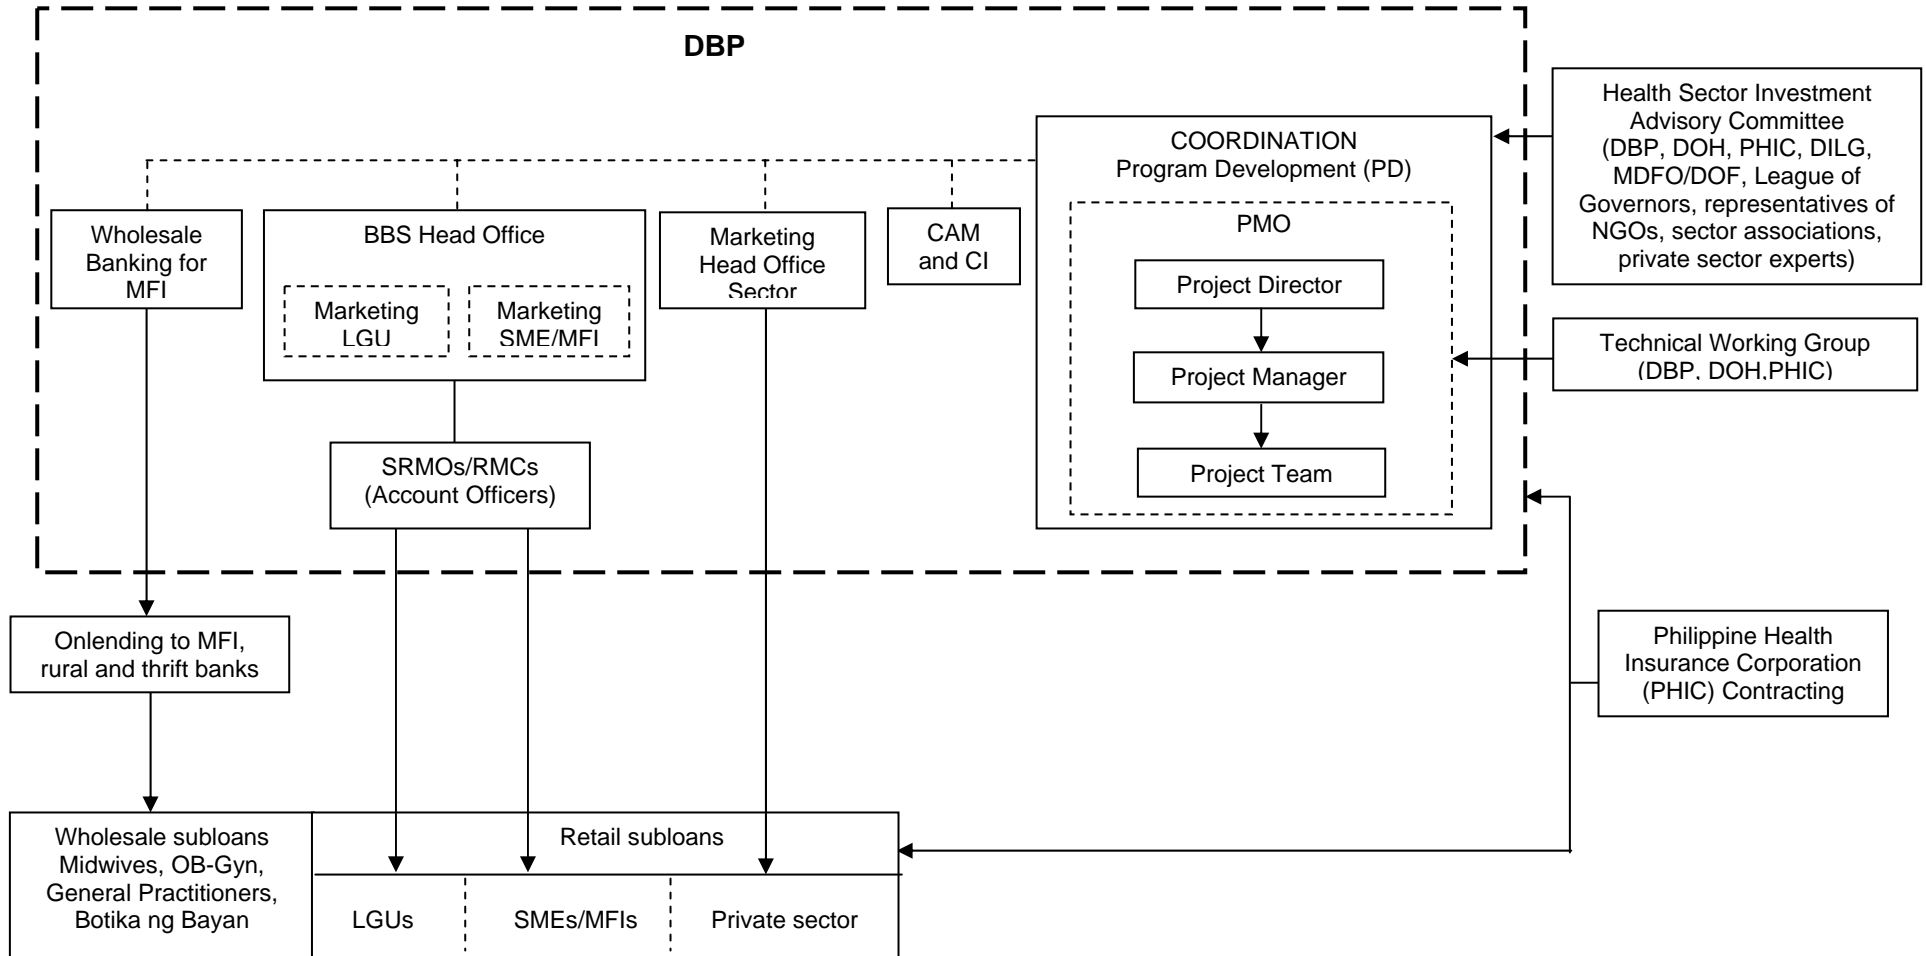 DBP
Health Sector Investment
Advisory Committee
(DBP, DOH, PHIC, DILG,
MDFO/DOF, League of
Governors, representatives of
NGOs, sector associations,
private sector experts)
COORDINATION
Program Development (PD)
PMO
Project Director
Project Manager
Project Team
Wholesale
Banking for
MFI
BBS Head Office
Marketing
LGU
Marketing
SME/MFI
Marketing
Head Office
Sector
CAM
and CI
Technical Working Group
(DBP, DOH,PHIC)
SRMOs/RMCs
(Account Officers)
Onlending to MFI,
rural and thrift banks
Philippine Health
Insurance Corporation
(PHIC) Contracting
Wholesale subloans
Midwives, OB-Gyn,
General Practitioners,
Botika ng Bayan
Retail subloans
LGUs
SMEs/MFIs
Private sector